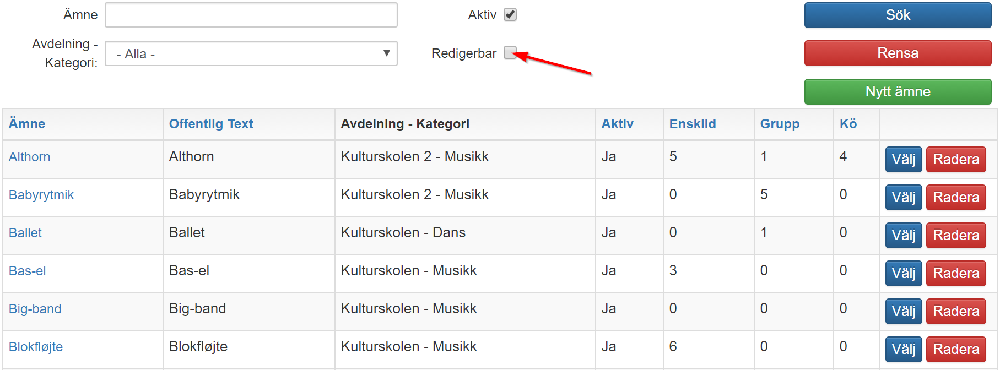 Ämne
Aktiv
Sök
Avdelning -
Kategori:
- Alla -
Redigerbar
Rensa
Nytt ämne
Ämne Offentlig Text Avdelning - Kategori Aktiv Enskild Grupp Kö
Althorn Althorn Kulturskolen 2 - Musikk Ja 5 1 4 Välj Radera
Babyrytmik Babyrytmik Kulturskolen 2 - Musikk Ja 0 5 0 Välj Radera
Ballet Ballet Kulturskolen - Dans Ja 0 1 0 Välj Radera
Bas-el Bas-el Kulturskolen - Musikk Ja 3 0 0 Välj Radera
Big-band Big-band Kulturskolen - Musikk Ja 0 0 0 Välj Radera
Blokfløjte Blokfløjte Kulturskolen - Musikk Ja 6 0 0 Välj Radera